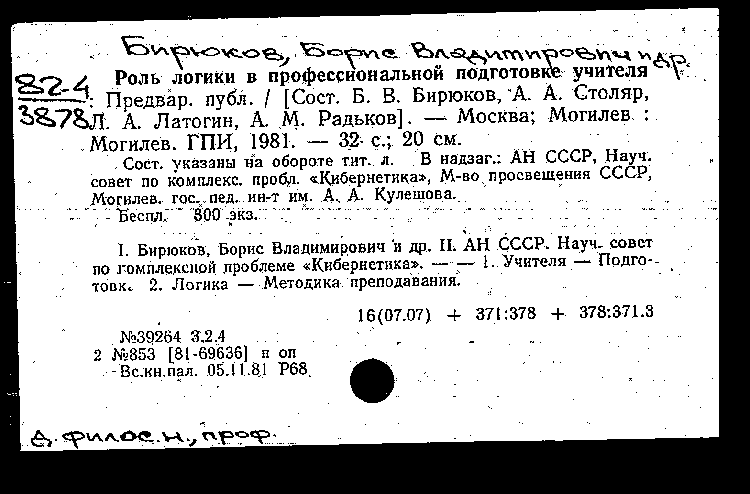 Бирюков, Борис Владимирович и др.
82-4
3878
Роль логики в профессиональной подготовке учителя
: Предвар. публ. / [Сост. Б. В. Бирюков, А. А. Столяр,
Л. А. Латогин, А. М. Радьков]. — Москва; Могилев :
Могилев. ГПИ, 1981. — 32 с.; 20 см.
Сост. указаны на обороте тит. л. В надзаг.: АН СССР, Науч.
совет по комплекс. пробл. «Кибернетика», М-во просвещения СССР,
Могилев. гос. пед. ин-т им. А. А. Кулешова.
Беспл. 300 экз.
I. Бирюков, Борис Владимирович и др. II. АН СССР. Науч. совет
по комплексной проблеме «Кибернетика». — — 1. Учителя — Подго-
товк. 2. Логика — Методика преподавания.
16(07.07) + 371:378 + 378:371.3
№39264 3.2.4
2 №853 [81-69636] п оп
Вс.кн.пал. 05.11.81 Р68
Д. филос. н., проф.